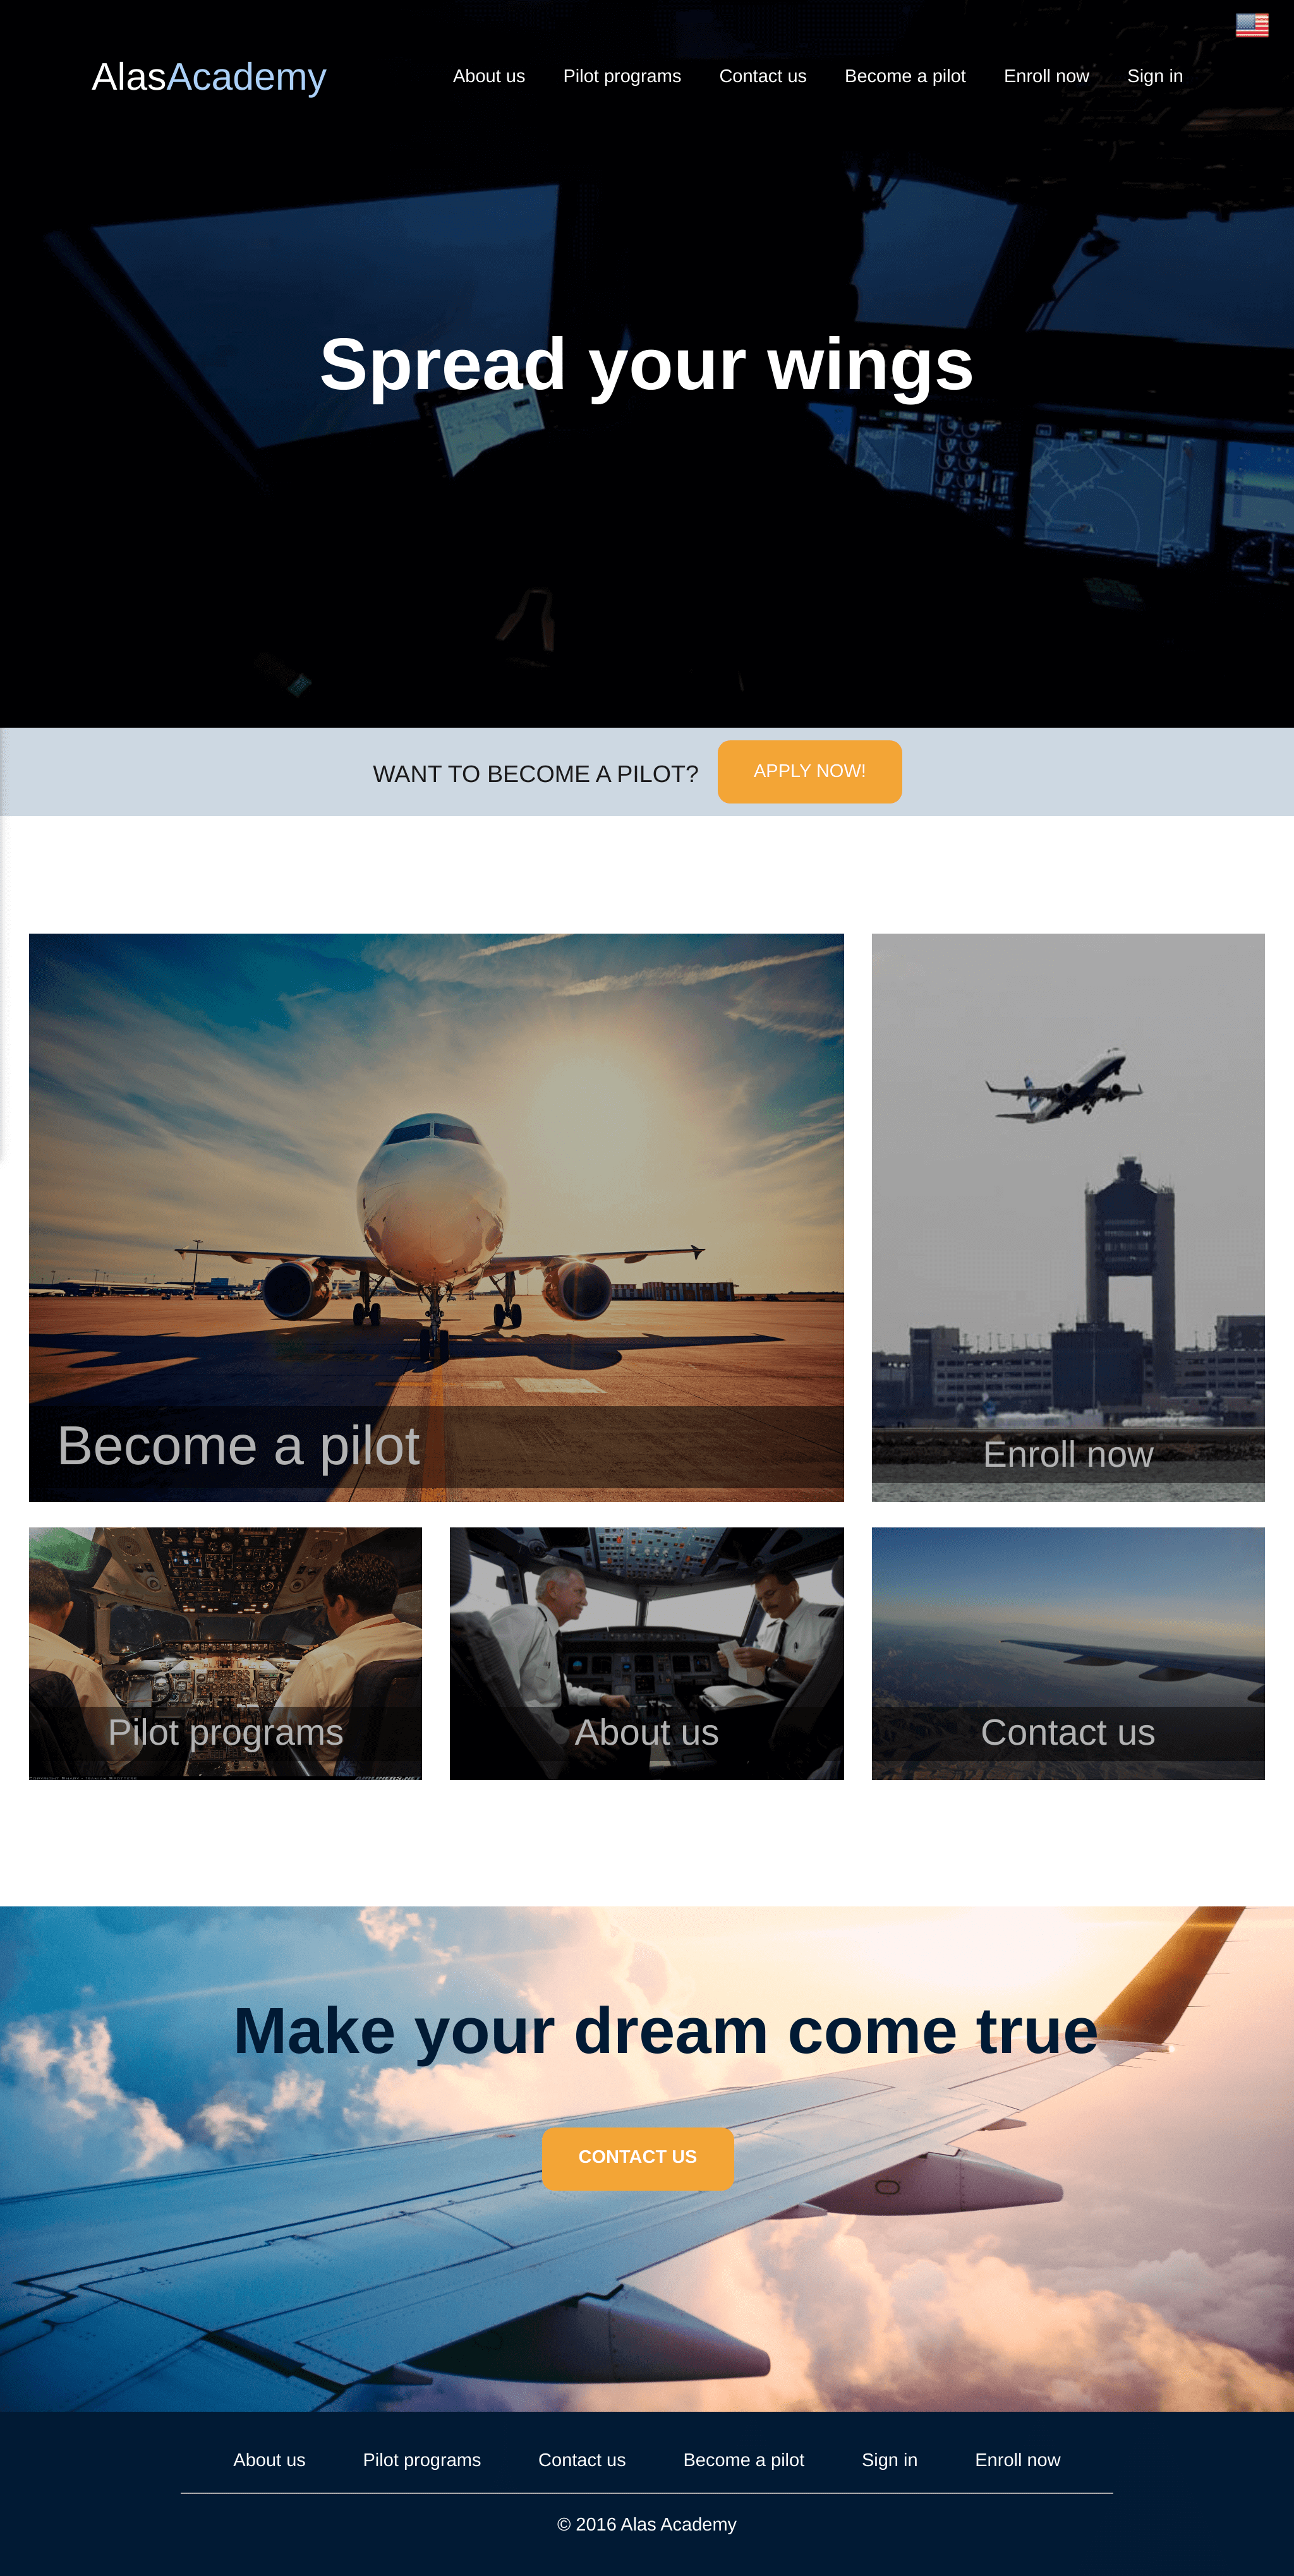 AlasAcademy
About us Pilot programs Contact us Become a pilot Enroll now Sign in
Spread your wings
WANT TO BECOME A PILOT? APPLY NOW!
Become a pilot
Enroll now
Pilot programs
About us
Contact us
AIRLINERS.NET
Make your dream come true
CONTACT US
About us Pilot programs Contact us Become a pilot Sign in Enroll now
© 2016 Alas Academy